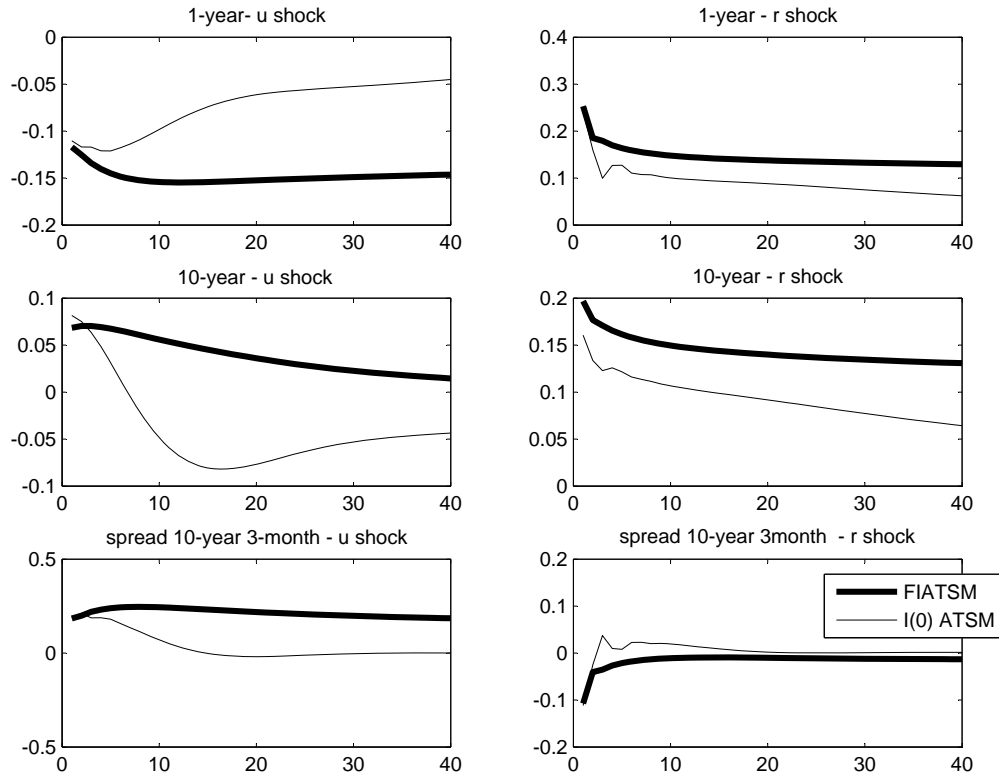 1-year- u shock
0
-0.05
-0.1
-0.15
-0.2
0 10 20 30 40
1-year - r shock
0.4
0.3
0.2
0.1
0
0 10 20 30 40
10-year - u shock
0.1
0.05
0
-0.05
-0.1
0 10 20 30 40
10-year - r shock
0.2
0.15
0.1
0.05
0
0 10 20 30 40
spread 10-year 3-month - u shock
0.5
0
-0.5
0 10 20 30 40
spread 10-year 3month - r shock
0.2
0.1
0
-0.1
-0.2
0 10 20 30 40
FIATSM
I(0) ATSM